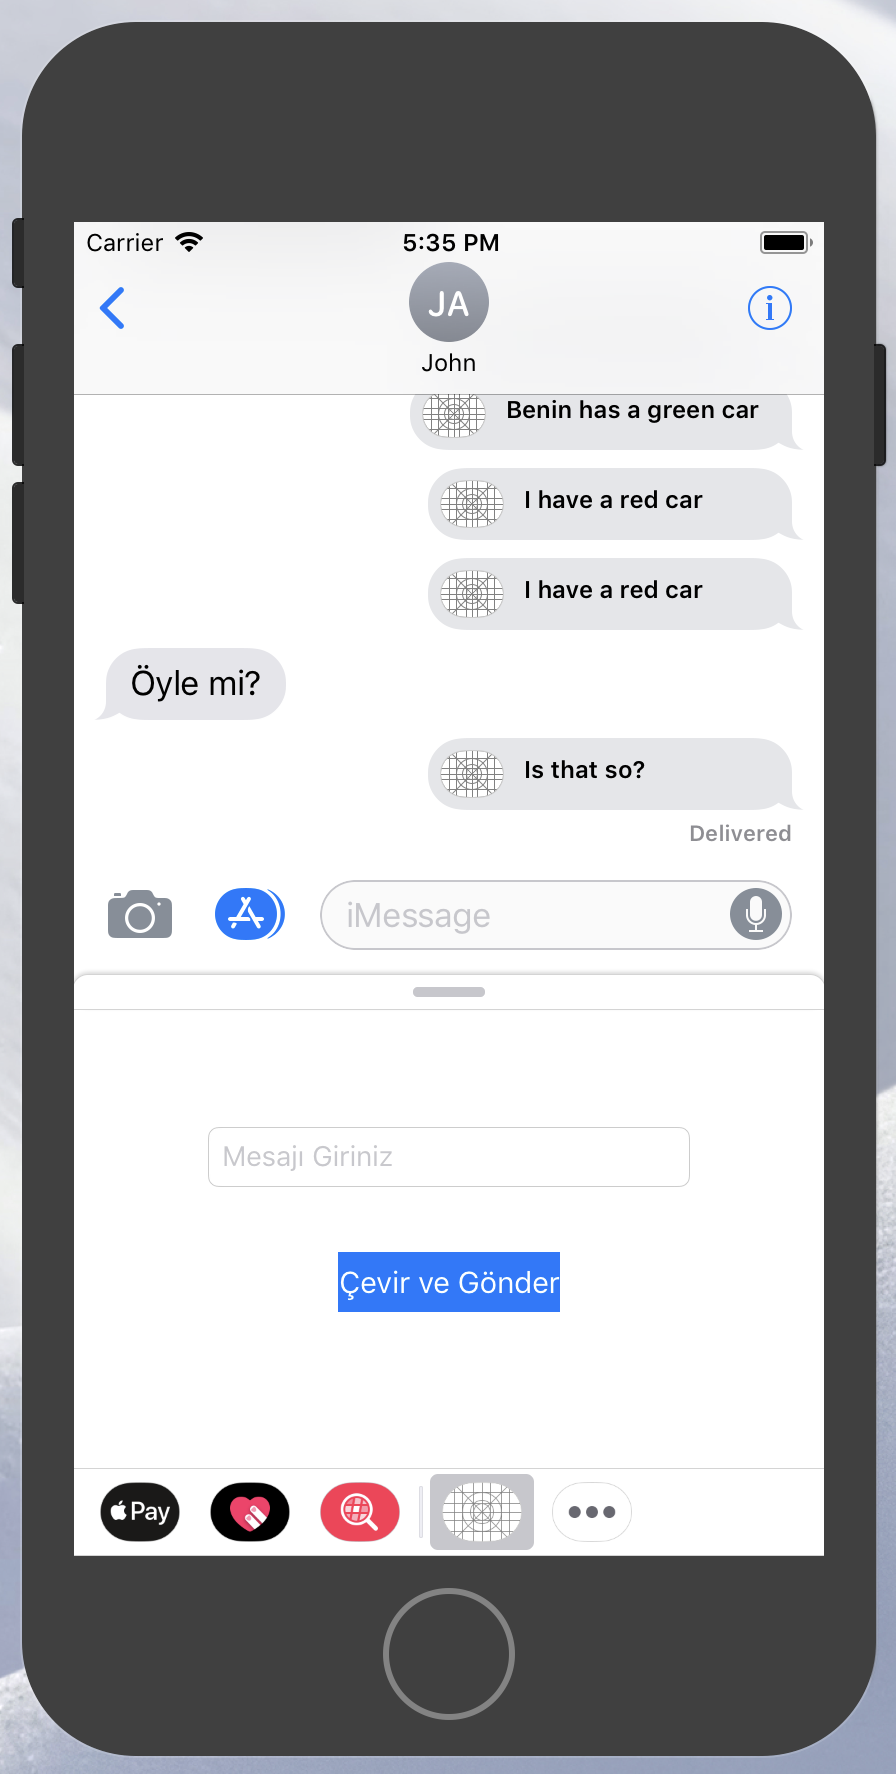 Carrier 5:35 PM
JA
John
Benin has a green car
I have a red car
I have a red car
Öyle mi?
Is that so?
Delivered
iMessage
Mesajı Giriniz
Çevir ve Gönder
Pay